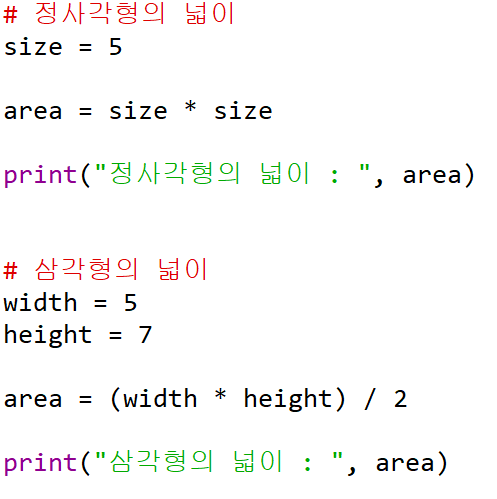 # 정사각형의 넓이
size = 5
area = size * size
print("정사각형의 넓이 : ", area)
# 삼각형의 넓이
width = 5
height = 7
area = (width * height) / 2
print("삼각형의 넓이 : ", area)